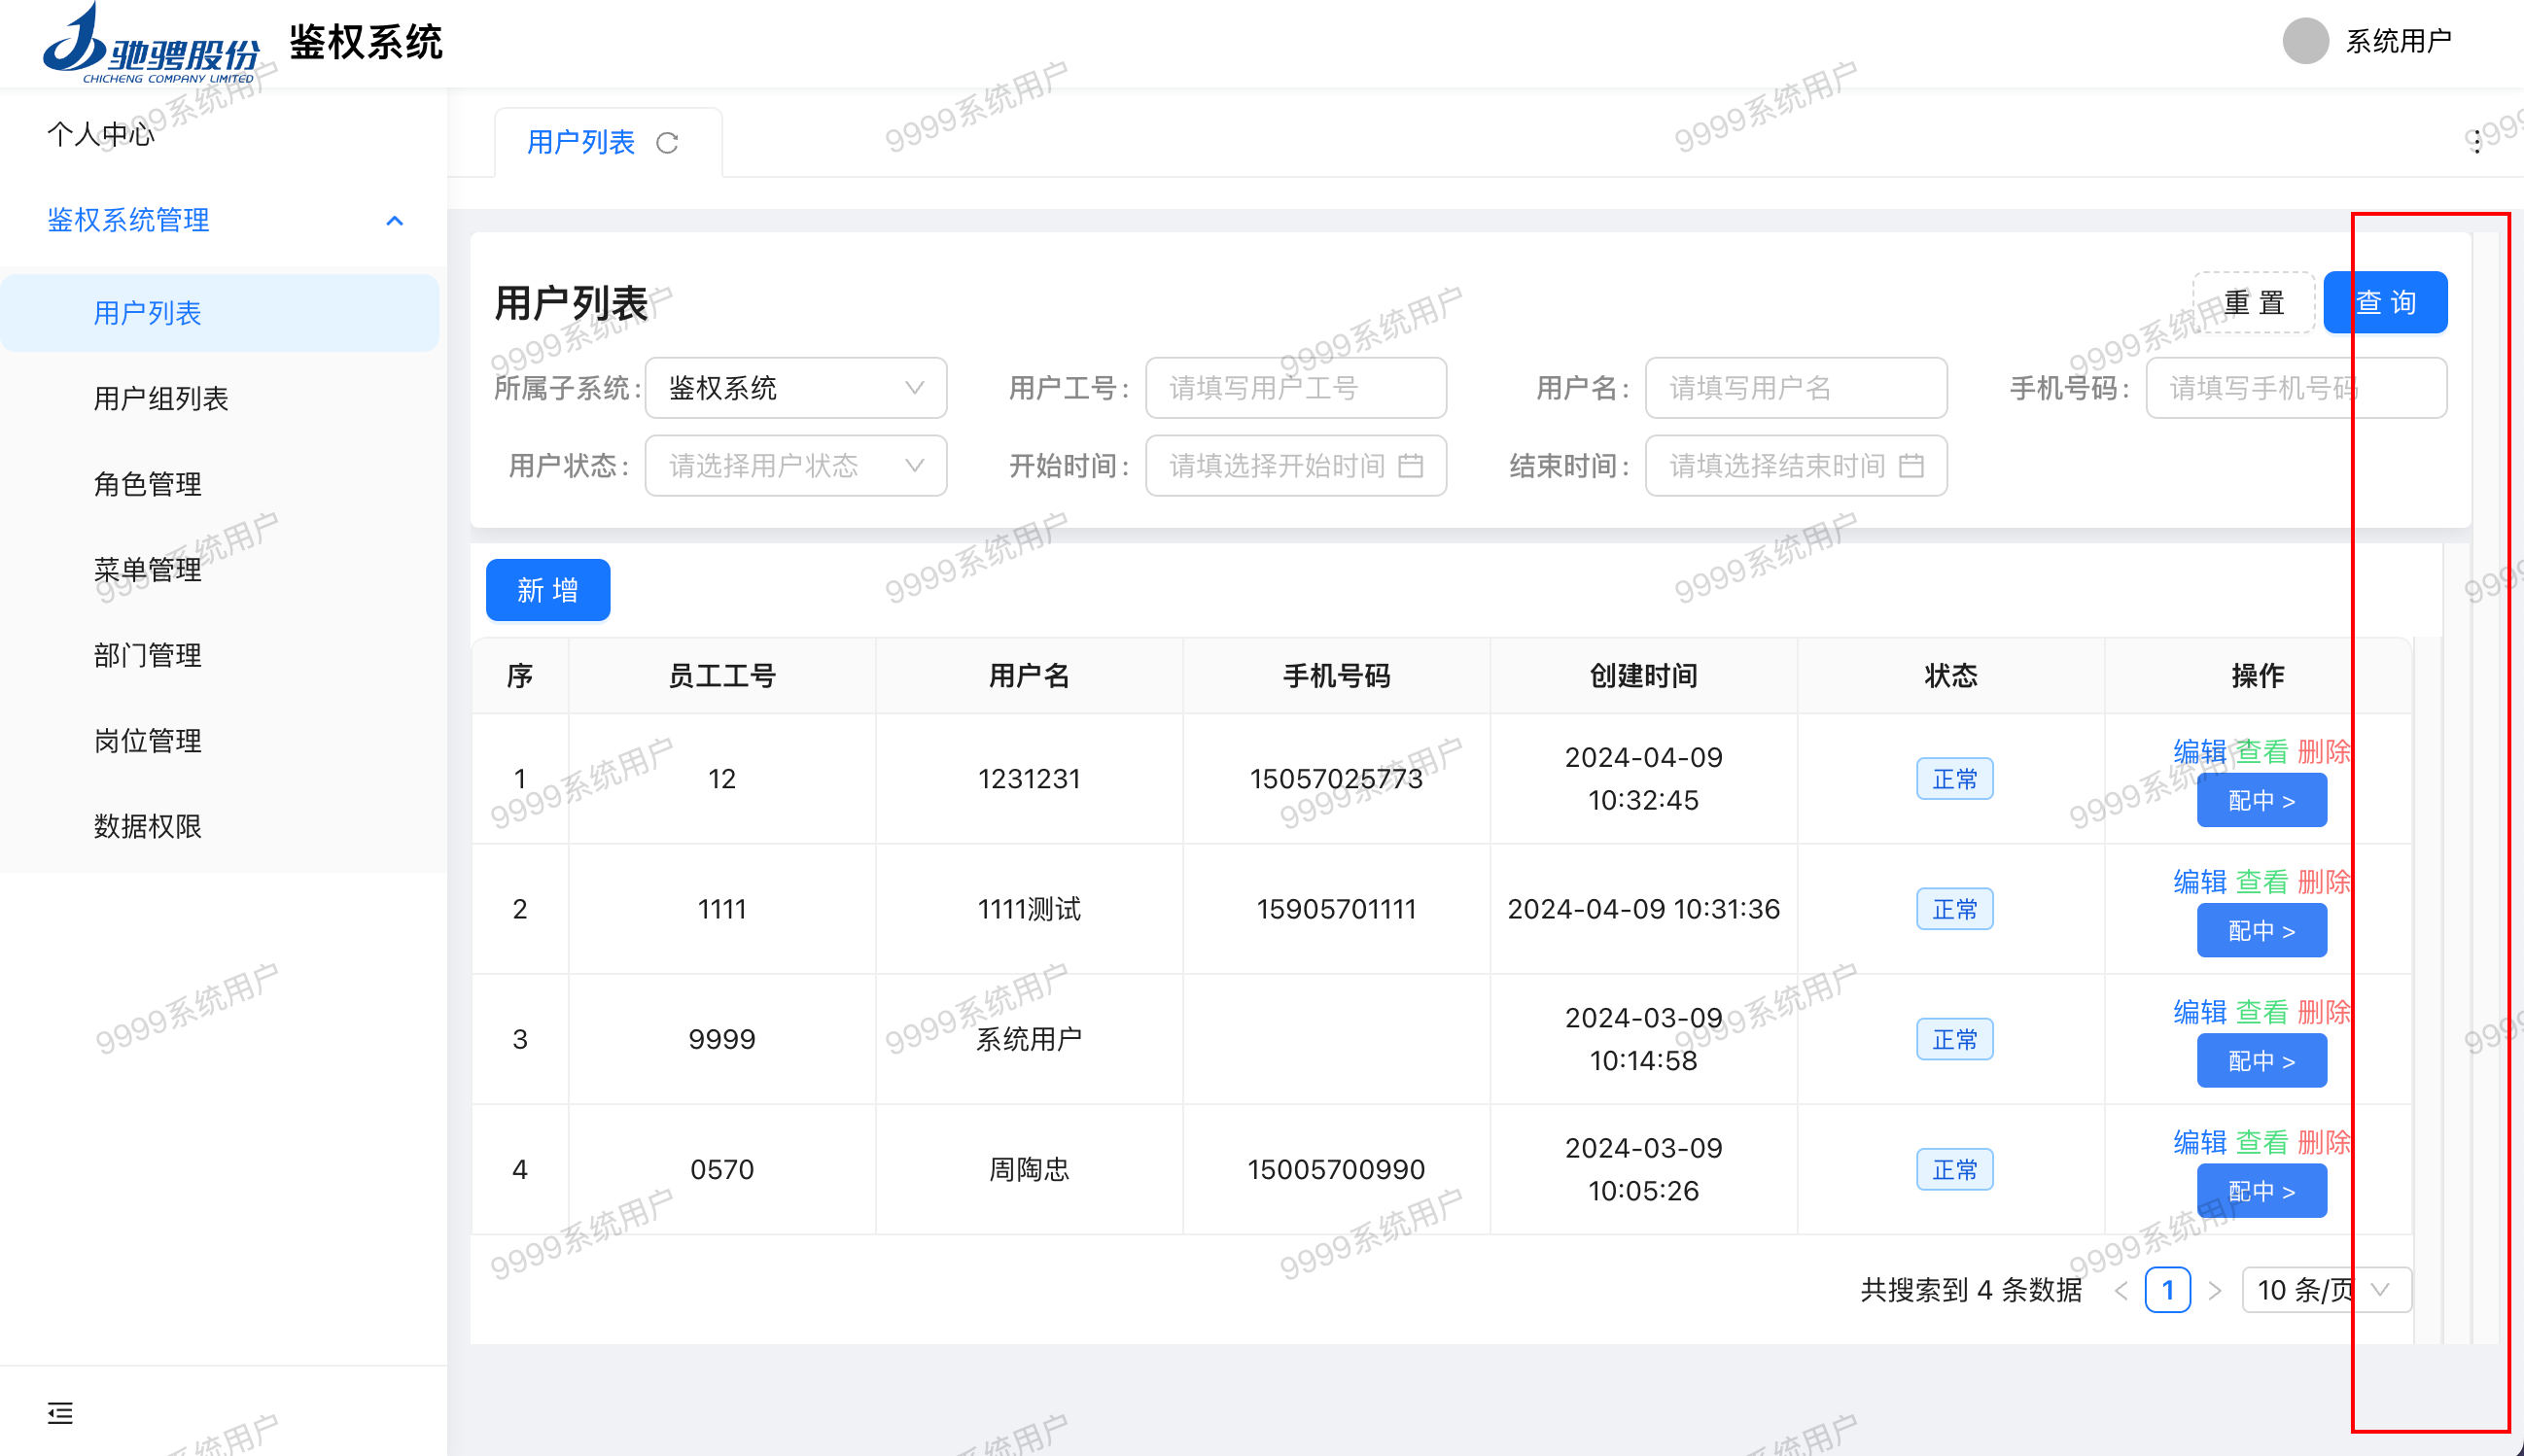 驰骋股份
CHICHENG COMPANY LIMITED
鉴权系统
系统用户
个人中心
鉴权系统管理
用户列表
用户组列表
角色管理
菜单管理
部门管理
岗位管理
数据权限
用户列表
用户列表
重 置
查 询
所属子系统:
鉴权系统
用户工号:
请填写用户工号
用户名:
请填写用户名
手机号码:
请填写手机号码
用户状态:
请选择用户状态
开始时间:
请填选择开始时间
结束时间:
请填选择结束时间
新 增
序 员工工号 用户名 手机号码 创建时间 状态 操作
1 12 1231231 15057025773 2024-04-09 10:32:45 正常 编辑 查看 删除
配中 >
2 1111 1111测试 15905701111 2024-04-09 10:31:36 正常 编辑 查看 删除
配中 >
3 9999 系统用户 2024-03-09 10:14:58 正常 编辑 查看 删除
配中 >
4 0570 周陶忠 15005700990 2024-03-09 10:05:26 正常 编辑 查看 删除
配中 >
共搜索到 4 条数据 < 1 > 10 条/页
9999系统用户